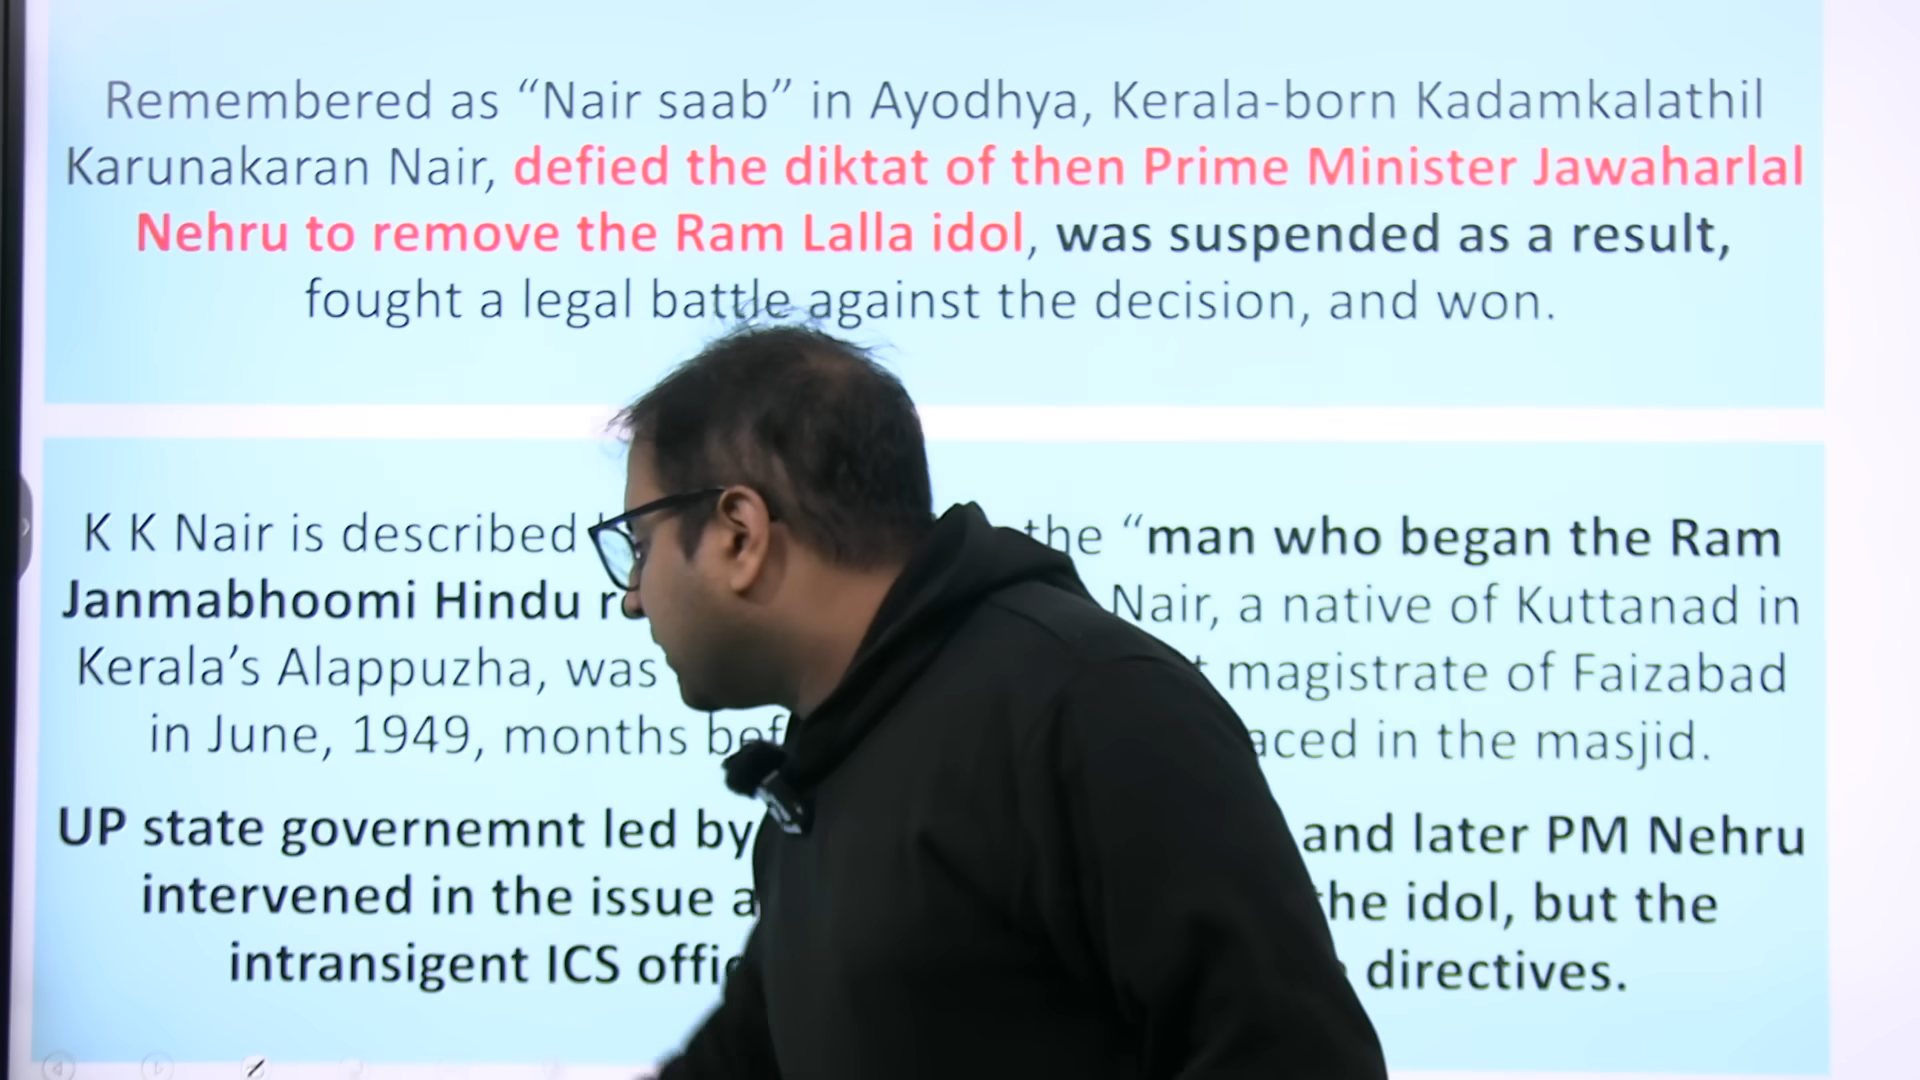 Remembered as “Nair saab” in Ayodhya, Kerala-born Kadamkalathil
Karunakaran Nair, defied the diktat of then Prime Minister Jawaharlal
Nehru to remove the Ram Lalla idol, was suspended as a result,
fought a legal battle against the decision, and won.
K K Nair is described the “man who began the Ram
Janmabhoomi Hindu Nair, a native of Kuttanad in
Kerala’s Alappuzha, was magistrate of Faizabad
in June, 1949, months in the masjid.
UP state governemnt led by and later PM Nehru
intervened in the issue the idol, but the
intransigent ICS directives.